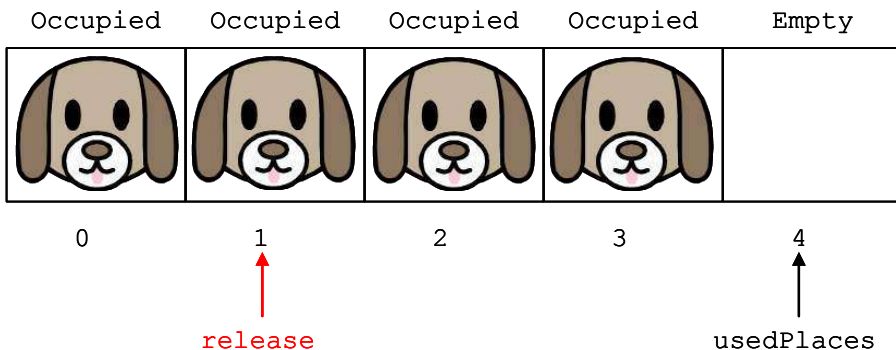 Occupied Occupied Occupied Occupied Empty
0 1 2 3 4
release usedPlaces